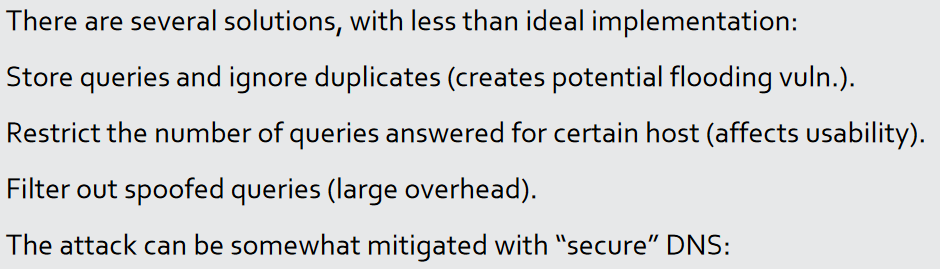 There are several solutions, with less than ideal implementation:
Store queries and ignore duplicates (creates potential flooding vuln.).
Restrict the number of queries answered for certain host (affects usability).
Filter out spoofed queries (large overhead).
The attack can be somewhat mitigated with “secure” DNS: